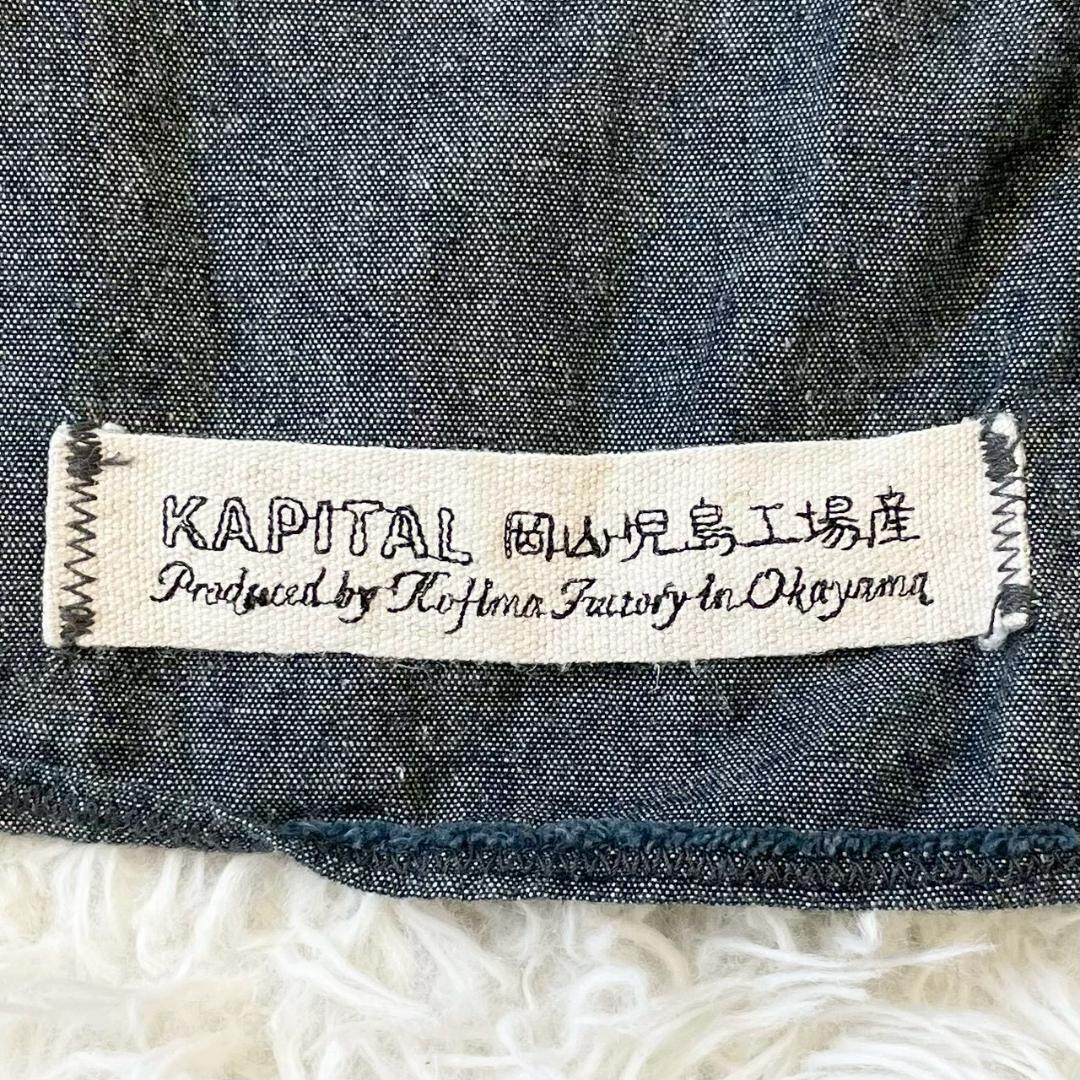 KAPITAL 岡山児島工場産
Produced by Kojima Factory in Okayama